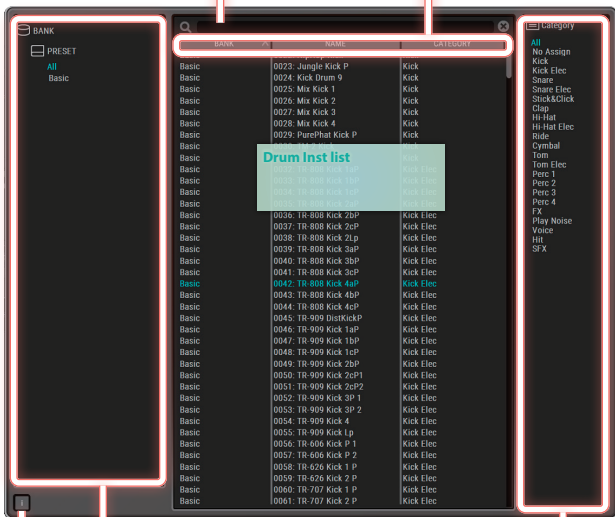 BANK
PRESET
All
Basic
BANK NAME CATEGORY
Basic 0023: Jungle Kick P Kick
Basic 0024: Kick Drum 9 Kick
Basic 0025: Mix Kick 1 Kick
Basic 0026: Mix Kick 2 Kick
Basic 0027: Mix Kick 3 Kick
Basic 0028: Mix Kick 4 Kick
Basic 0029: PurePhat Kick P Kick
Basic
Drum Inst list
Basic
Basic
Basic
Basic
Basic
Basic 0036: TR-808 Kick 2bP Kick Elec
Basic 0037: TR-808 Kick 2cP Kick Elec
Basic 0038: TR-808 Kick 2Lp Kick Elec
Basic 0039: TR-808 Kick 3aP Kick Elec
Basic 0040: TR-808 Kick 3bP Kick Elec
Basic 0041: TR-808 Kick 3cP Kick Elec
Basic 0042: TR-808 Kick 4aP Kick Elec
Basic 0043: TR-808 Kick 4bP Kick Elec
Basic 0044: TR-808 Kick 4cP Kick Elec
Basic 0045: TR-909 DistKickP Kick Elec
Basic 0046: TR-909 Kick 1aP Kick Elec
Basic 0047: TR-909 Kick 1bP Kick Elec
Basic 0048: TR-909 Kick 1cP Kick Elec
Basic 0049: TR-909 Kick 2bP Kick Elec
Basic 0050: TR-909 Kick 2cP1 Kick Elec
Basic 0051: TR-909 Kick 2cP2 Kick Elec
Basic 0052: TR-909 Kick 3P 1 Kick Elec
Basic 0053: TR-909 Kick 3P 2 Kick Elec
Basic 0054: TR-909 Kick 4 Kick Elec
Basic 0055: TR-909 Kick Lp Kick Elec
Basic 0056: TR-606 Kick P 1 Kick Elec
Basic 0057: TR-606 Kick P 2 Kick Elec
Basic 0058: TR-626 Kick 1 P Kick Elec
Basic 0059: TR-626 Kick 2 P Kick Elec
Basic 0060: TR-707 Kick 1 P Kick Elec
Basic 0061: TR-707 Kick 2 P Kick Elec
Category
All
No Assign
Kick
Kick Elec
Snare
Snare Elec
Stick&Click
Clap
Hi-Hat
Hi-Hat Elec
Ride
Cymbal
Tom
Tom Elec
Perc 1
Perc 2
Perc 3
Perc 4
FX
Play Noise
Voice
Hit
SFX
i